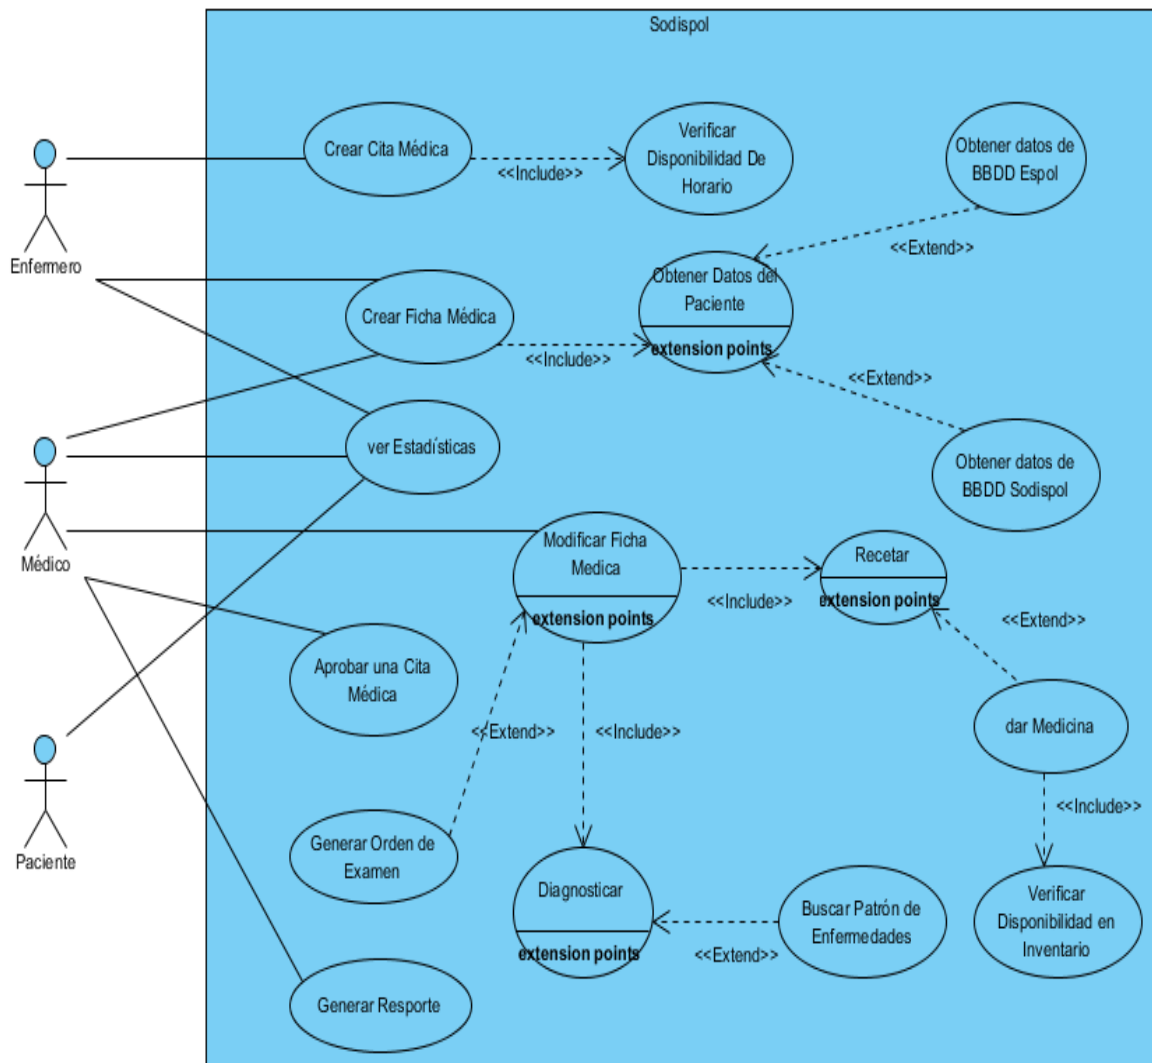 Sodispol
Enfermero
Crear Cita Médica
<<Include>>
Verificar
Disponibilidad De
Horario
Obtener datos de
BBDD Espol
<<Extend>>
Crear Ficha Médica
<<Include>>
Obtener Datos del
Paciente
extension points
<<Extend>>
Obtener datos de
BBDD Sodispol
ver Estadísticas
Médico
Modificar Ficha
Medica
extension points
<<Include>>
Recetar
extension points
<<Extend>>
Aprobar una Cita
Médica
<<Extend>>
<<Include>>
dar Medicina
<<Include>>
Paciente
Generar Orden de
Examen
Diagnosticar
extension points
<<Extend>>
Buscar Patrón de
Enfermedades
Verificar
Disponibilidad en
Inventario
Generar Resporte